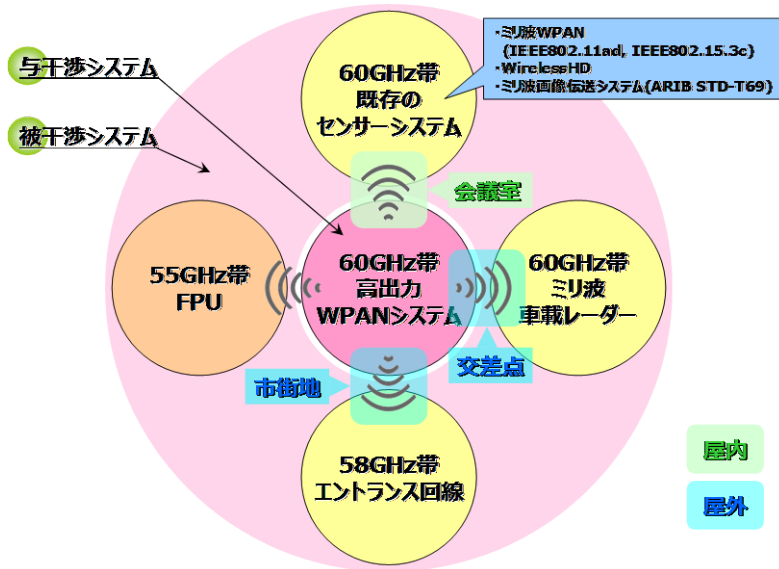 ・ミリ波WPAN
(IEEE802.11ad, IEEE802.15.3c)
・WirelessHD
・ミリ波画像伝送システム(ARIB STD-T69)
与干渉システム
被干渉システム
60GHz帯
既存の
センサーシステム
会議室
55GHz帯
FPU
60GHz帯
高出力
WPANシステム
60GHz帯
ミリ波
車載レーダー
市街地
交差点
58GHz帯
エントランス回線
屋内
屋外